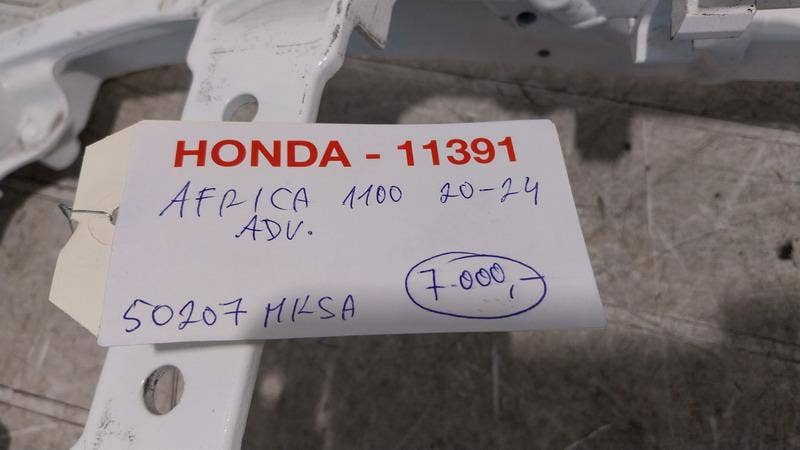 HONDA - 11391
AFRICA 1100 20-24
ADV.
7.000,-
50207 MKSA